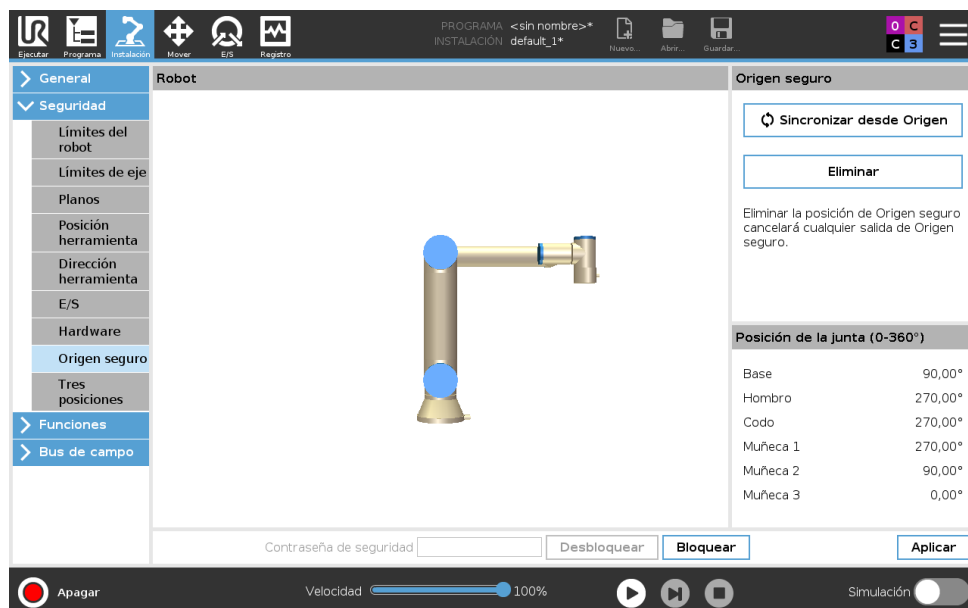 UR
PROGRAMA <sin nombre>*
INSTALACIÓN default_1*
Ejecutar Programa Instalación Mover E/S Registro
Nuevo... Abrir... Guardar...
0 C
C 3
General
Seguridad
Límites del
robot
Límites de eje
Planos
Posición
herramienta
Dirección
herramienta
E/S
Hardware
Origen seguro
Tres
posiciones
Funciones
Bus de campo
Robot
Origen seguro
Sincronizar desde Origen
Eliminar
Eliminar la posición de Origen seguro
cancelará cualquier salida de Origen
seguro.
Posición de la junta (0-360°)
Base 90,00°
Hombro 270,00°
Codo 270,00°
Muñeca 1 270,00°
Muñeca 2 90,00°
Muñeca 3 0,00°
Contraseña de seguridad Desbloquear Bloquear Aplicar
Apagar Velocidad 100% Simulación